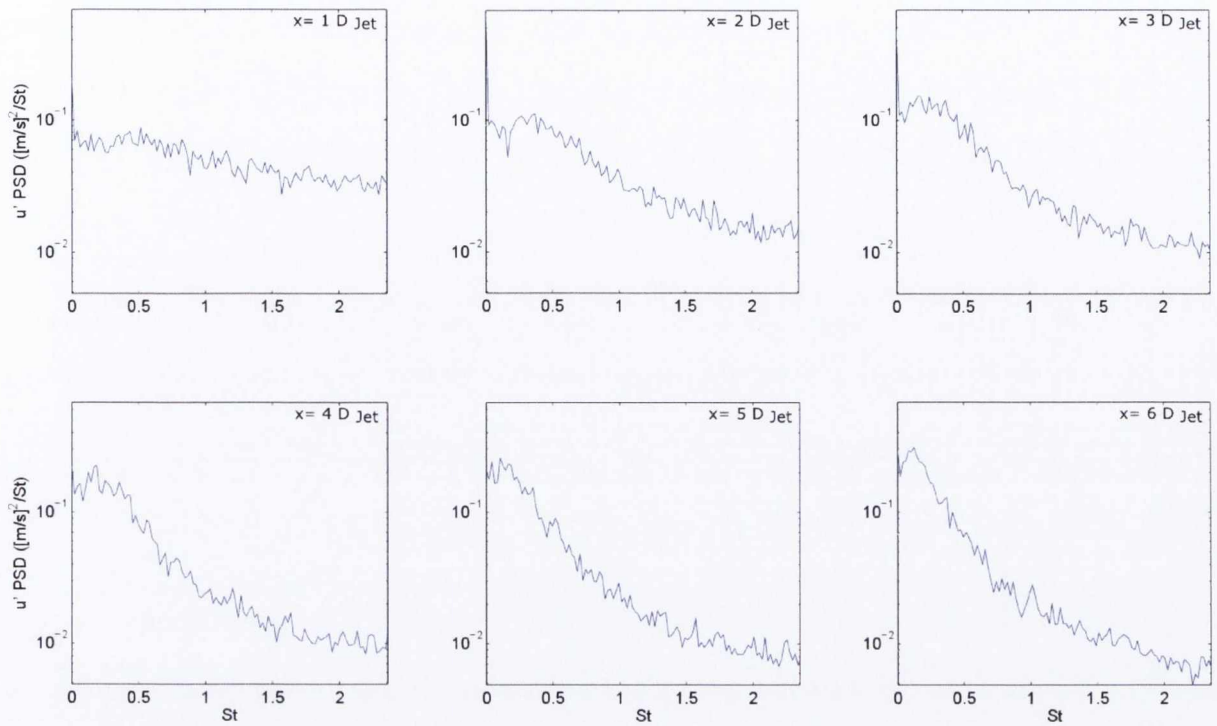 x= 1 D Jet
x= 2 D Jet
x= 3 D Jet
u' PSD ([m/s]²/St)
10⁻¹
10⁻²
0 0.5 1 1.5 2
10⁻¹
10⁻²
0 0.5 1 1.5 2
10⁻¹
10⁻²
0 0.5 1 1.5 2
x= 4 D Jet
x= 5 D Jet
x= 6 D Jet
u' PSD ([m/s]²/St)
10⁻¹
10⁻²
0 0.5 1 1.5 2
St
10⁻¹
10⁻²
0 0.5 1 1.5 2
St
10⁻¹
10⁻²
0 0.5 1 1.5 2
St